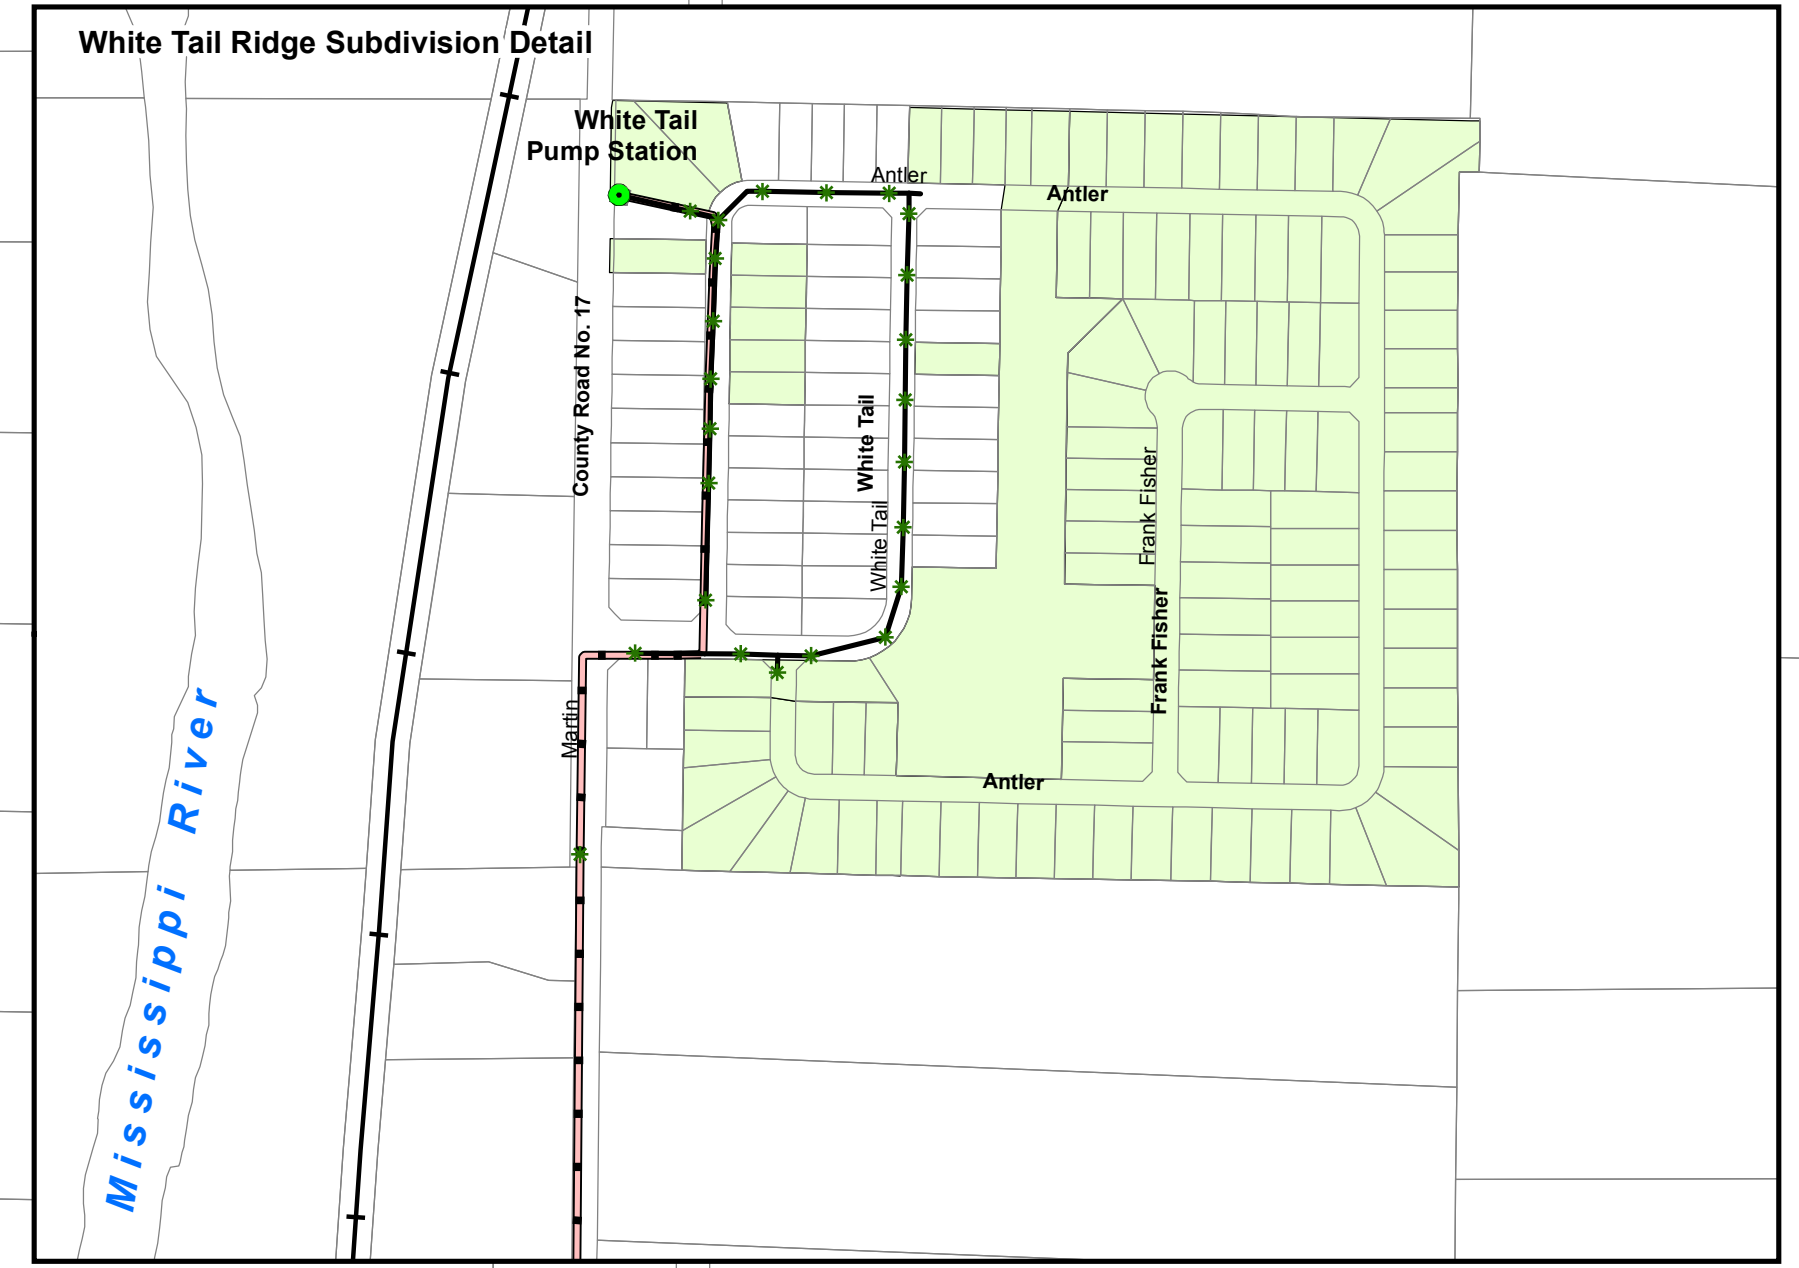 White Tail Ridge Subdivision Detail
White Tail
Pump Station
Antler
Antler
County Road No. 17
White Tail
White Tail
Frank Fisher
Frank Fisher
Martin
Antler
Mississippi River